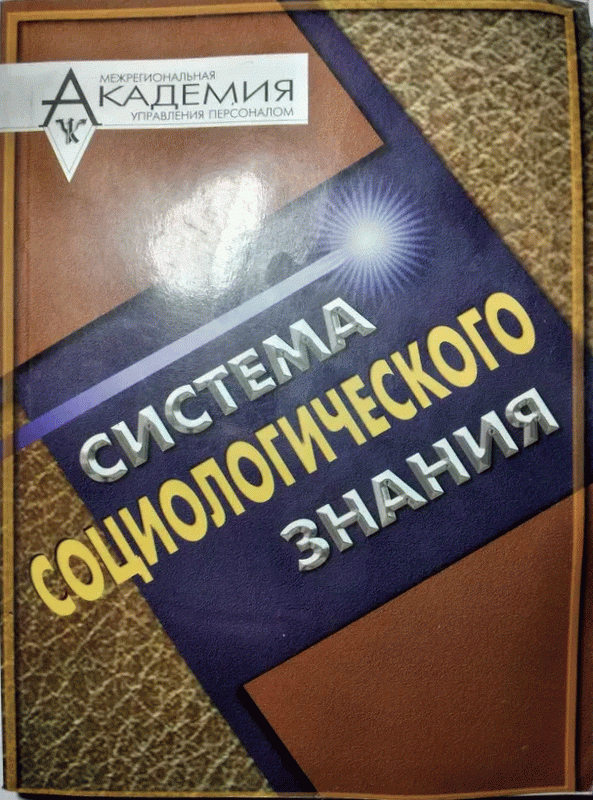 МЕЖРЕГИОНАЛЬНАЯ
АКАДЕМИЯ
УПРАВЛЕНИЯ ПЕРСОНАЛОМ
СИСТЕМА
СОЦИОЛОГИЧЕСКОГО
ЗНАНИЯ